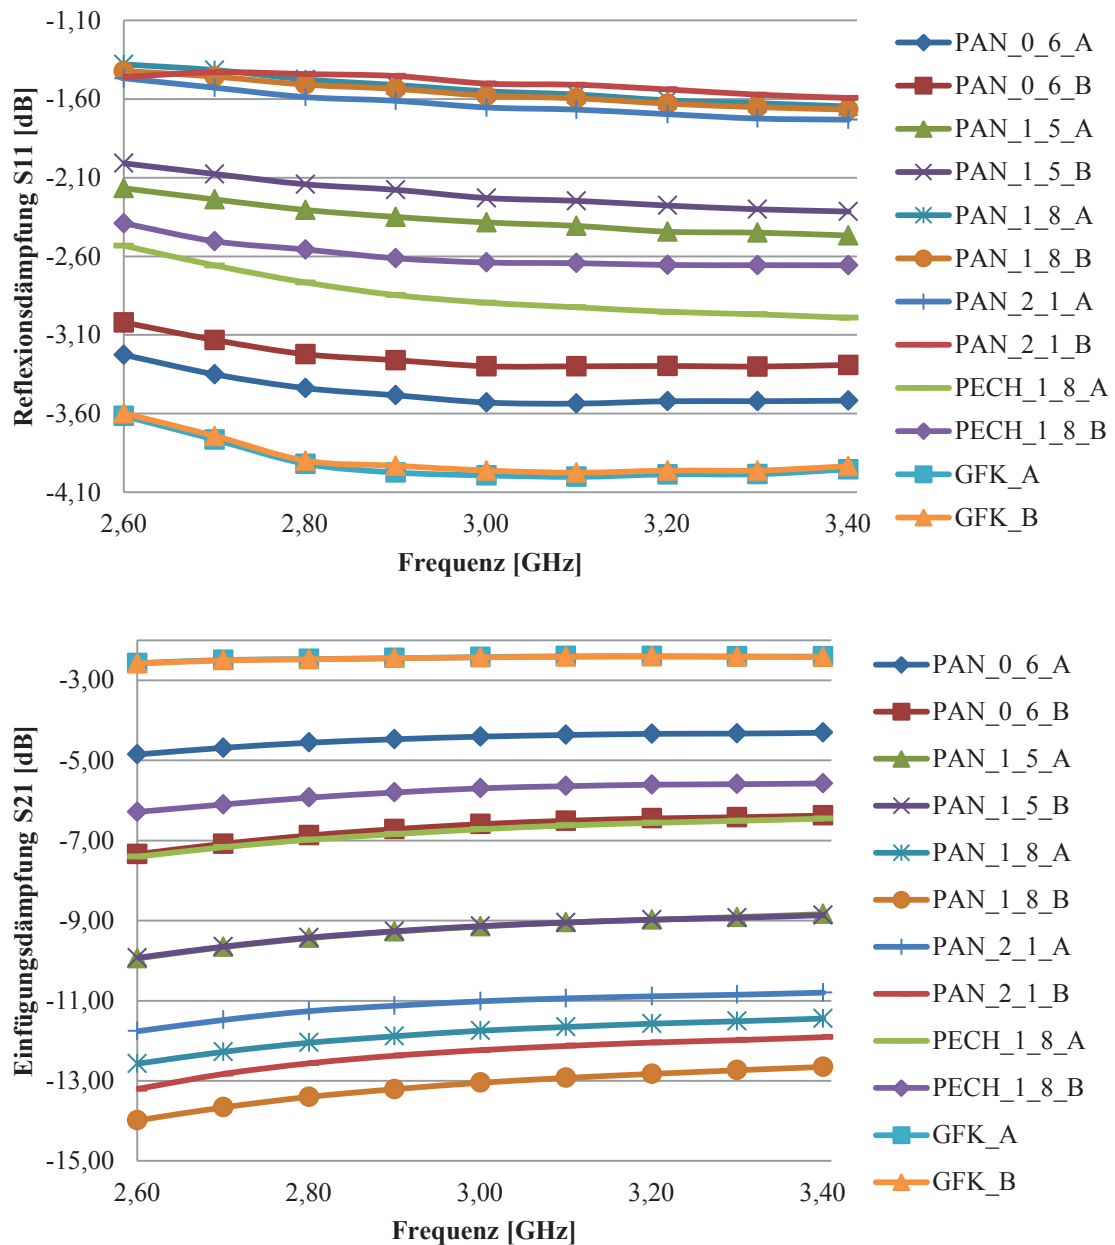 Reflexionsdämpfung S11 [dB]
-1,10
-1,60
-2,10
-2,60
-3,10
-3,60
-4,10
2,60
2,80
3,00
3,20
3,40
Frequenz [GHz]
PAN_0_6_A
PAN_0_6_B
PAN_1_5_A
PAN_1_5_B
PAN_1_8_A
PAN_1_8_B
PAN_2_1_A
PAN_2_1_B
PECH_1_8_A
PECH_1_8_B
GFK_A
GFK_B
Einfügungsdämpfung S21 [dB]
-3,00
-5,00
-7,00
-9,00
-11,00
-13,00
-15,00
2,60
2,80
3,00
3,20
3,40
Frequenz [GHz]
PAN_0_6_A
PAN_0_6_B
PAN_1_5_A
PAN_1_5_B
PAN_1_8_A
PAN_1_8_B
PAN_2_1_A
PAN_2_1_B
PECH_1_8_A
PECH_1_8_B
GFK_A
GFK_B